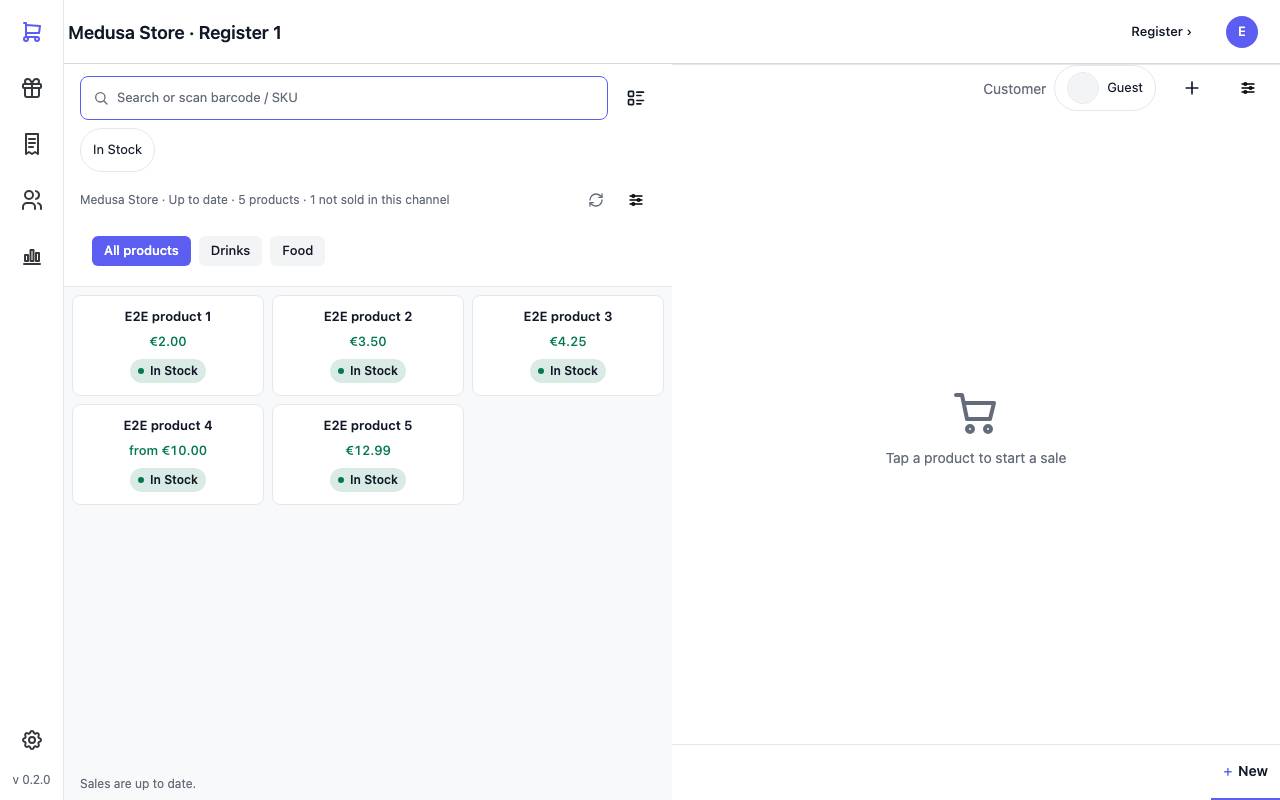 Medusa Store · Register 1
Register ›
E
Search or scan barcode / SKU
Customer
Guest
In Stock
Medusa Store · Up to date · 5 products · 1 not sold in this channel
All products
Drinks
Food
E2E product 1
€2.00
In Stock
E2E product 2
€3.50
In Stock
E2E product 3
€4.25
In Stock
E2E product 4
from €10.00
In Stock
E2E product 5
€12.99
In Stock
Tap a product to start a sale
+ New
v 0.2.0
Sales are up to date.